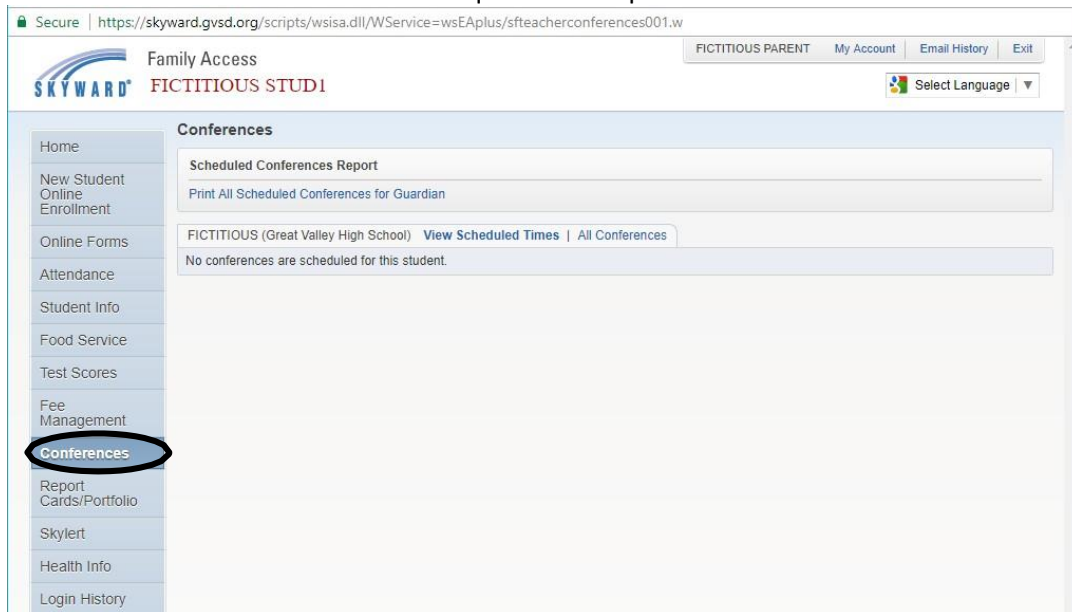 Secure | https://skyward.gvsd.org/scripts/wsisa.dll/WService=wsEAplus/sfteacherconferences001.w
SKYWARD®
Family Access
FICTITIOUS STUD1
FICTITIOUS PARENT My Account Email History Exit
Select Language ▼
Home
New Student
Online
Enrollment
Online Forms
Attendance
Student Info
Food Service
Test Scores
Fee
Management
Conferences
Report
Cards/Portfolio
Skylert
Health Info
Login History
Conferences
Scheduled Conferences Report
Print All Scheduled Conferences for Guardian
FICTITIOUS (Great Valley High School) View Scheduled Times | All Conferences
No conferences are scheduled for this student.